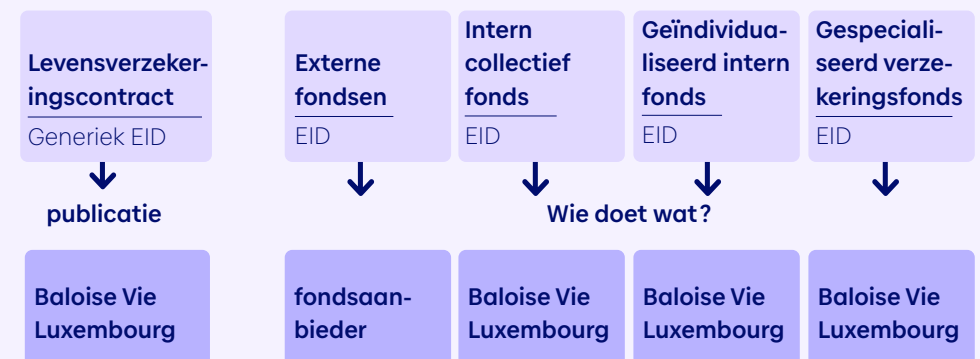 Levensverzeker-
ingscontract
Generiek EID
Externe
fondsen
EID
Intern
collectief
fonds
EID
Geïndividua-
liseerd intern
fonds
EID
Gespeciali-
seerd verze-
keringsfonds
EID
publicatie
Wie doet wat?
Baloise Vie
Luxembourg
fondsaan-
bieder
Baloise Vie
Luxembourg
Baloise Vie
Luxembourg
Baloise Vie
Luxembourg